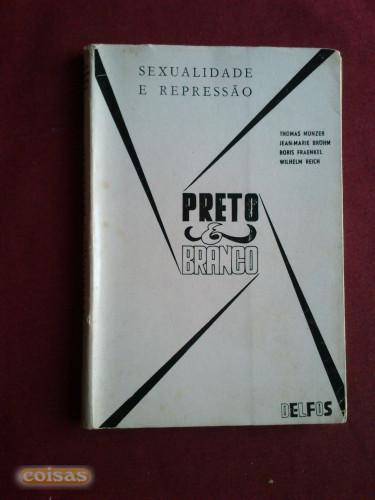 SEXUALIDADE
E REPRESSÃO
THOMAS MUNZER
JEAN-MARIE BROHM
BORIS FRAENKEL
WILHELM REICH
PRETO
&
BRANCO
DELFOS
coisas